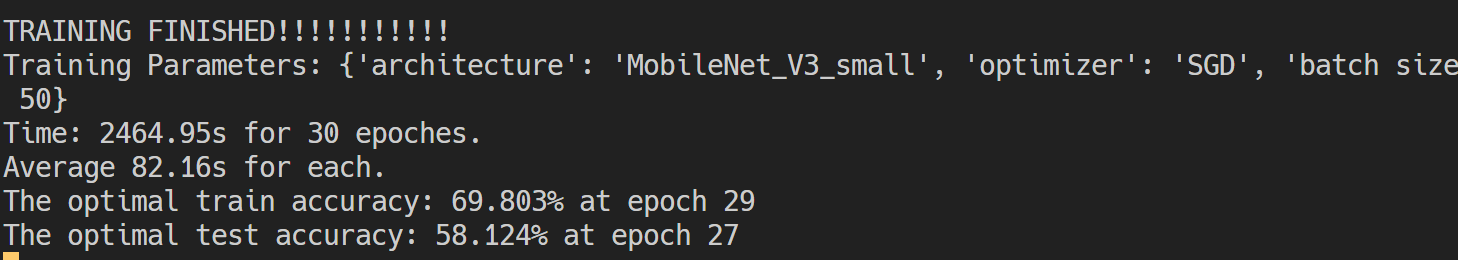 TRAINING FINISHED!!!!!!!!!!!
Training Parameters: {'architecture': 'MobileNet_V3_small', 'optimizer': 'SGD', 'batch size
50}
Time: 2464.95s for 30 epoches.
Average 82.16s for each.
The optimal train accuracy: 69.803% at epoch 29
The optimal test accuracy: 58.124% at epoch 27